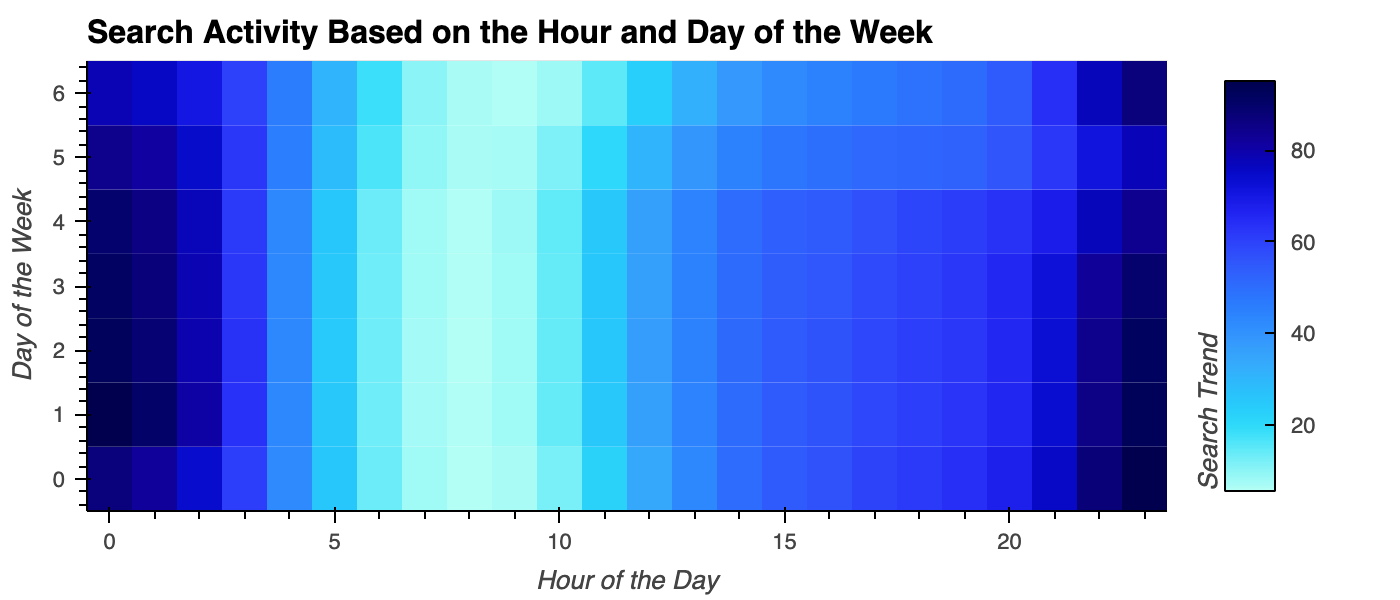 Search Activity Based on the Hour and Day of the Week
6
5
4
3
2
1
0
Day of the Week
0 5 10 15 20
Hour of the Day
80
60
40
20
Search Trend